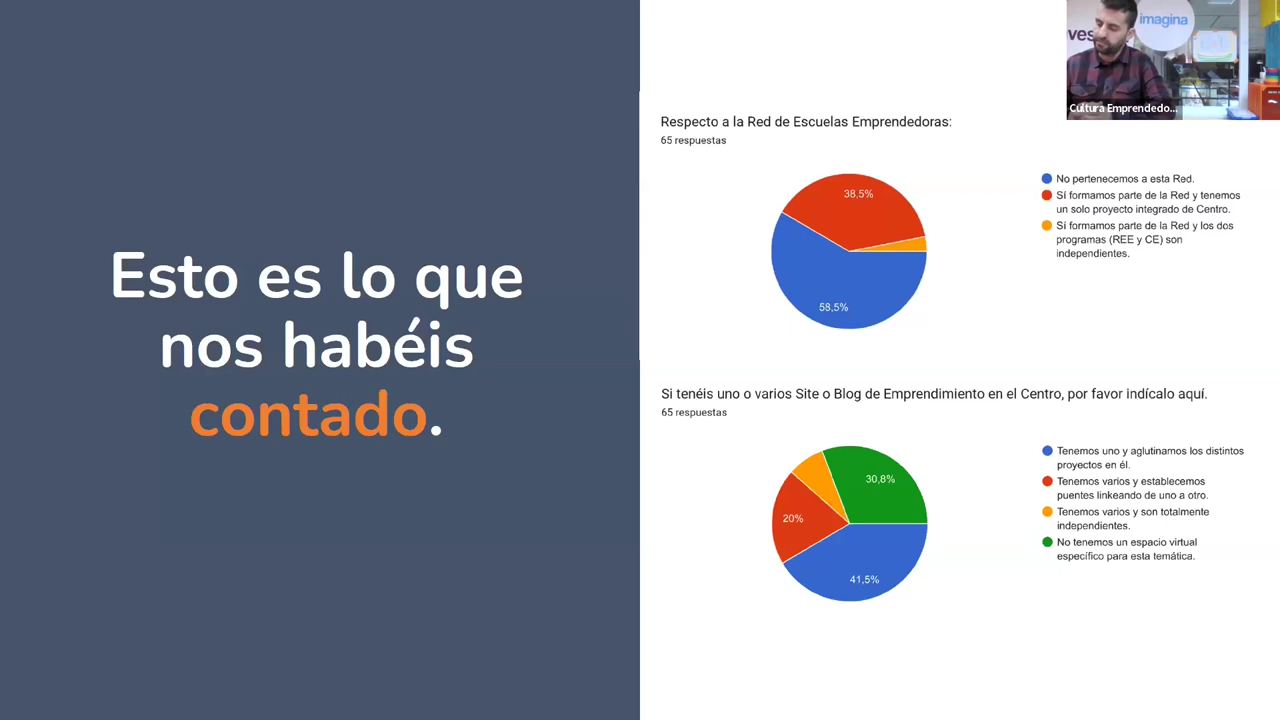 Esto es lo que
nos habéis
contado.
imagina
Cultura Emprendedo...
Respecto a la Red de Escuelas Emprendedoras:
65 respuestas
38,5%
58,5%
No pertenecemos a esta Red.
Sí formamos parte de la Red y tenemos
un solo proyecto integrado de Centro.
Sí formamos parte de la Red y los dos
programas (REE y CE) son
independientes.
Si tenéis uno o varios Site o Blog de Emprendimiento en el Centro, por favor indícalo aquí.
65 respuestas
30,8%
20%
41,5%
Tenemos uno y aglutinamos los distintos
proyectos en él.
Tenemos varios y establecemos
puentes linkeando de uno a otro.
Tenemos varios y son totalmente
independientes.
No tenemos un espacio virtual
específico para esta temática.